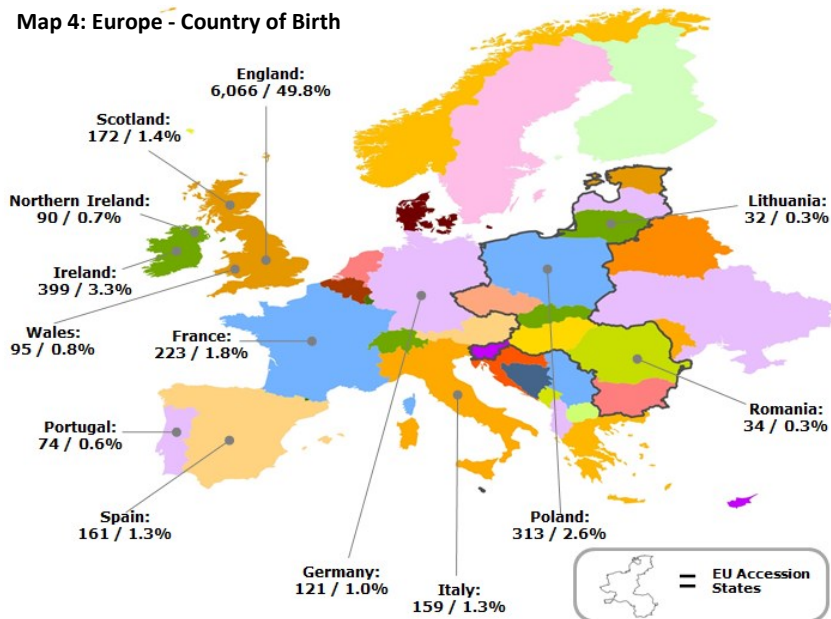 Map 4: Europe - Country of Birth
England:
6,066 / 49.8%
Scotland:
172 / 1.4%
Northern Ireland:
90 / 0.7%
Ireland:
399 / 3.3%
Wales:
95 / 0.8%
France:
223 / 1.8%
Portugal:
74 / 0.6%
Spain:
161 / 1.3%
Germany:
121 / 1.0%
Italy:
159 / 1.3%
Poland:
313 / 2.6%
Lithuania:
32 / 0.3%
Romania:
34 / 0.3%
= EU Accession
= States